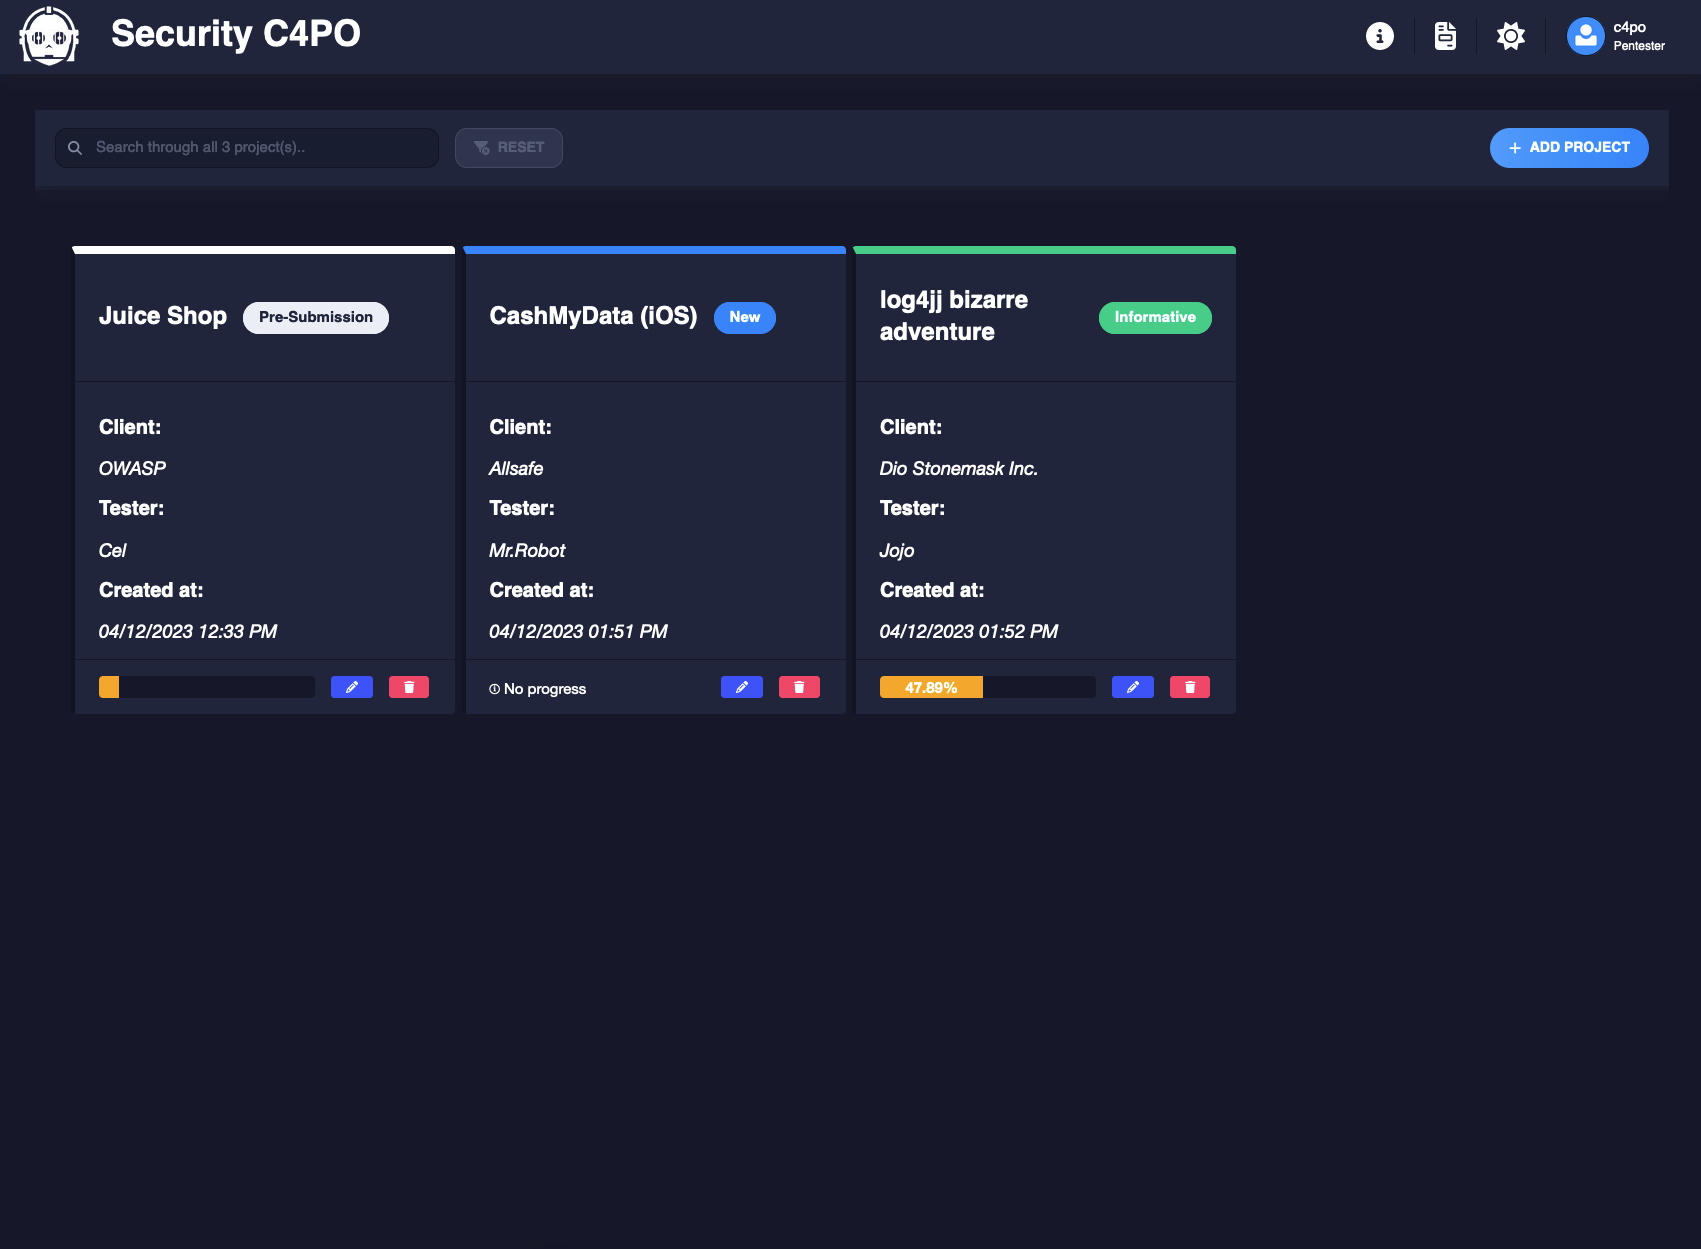 Security C4PO
c4po
Pentester
Search through all 3 project(s)..
RESET
ADD PROJECT
Juice Shop
Pre-Submission
Client:
OWASP
Tester:
Cel
Created at:
04/12/2023 12:33 PM
CashMyData (iOS)
New
Client:
Allsafe
Tester:
Mr.Robot
Created at:
04/12/2023 01:51 PM
No progress
log4jj bizarre
adventure
Informative
Client:
Dio Stonemask Inc.
Tester:
Jojo
Created at:
04/12/2023 01:52 PM
47.89%